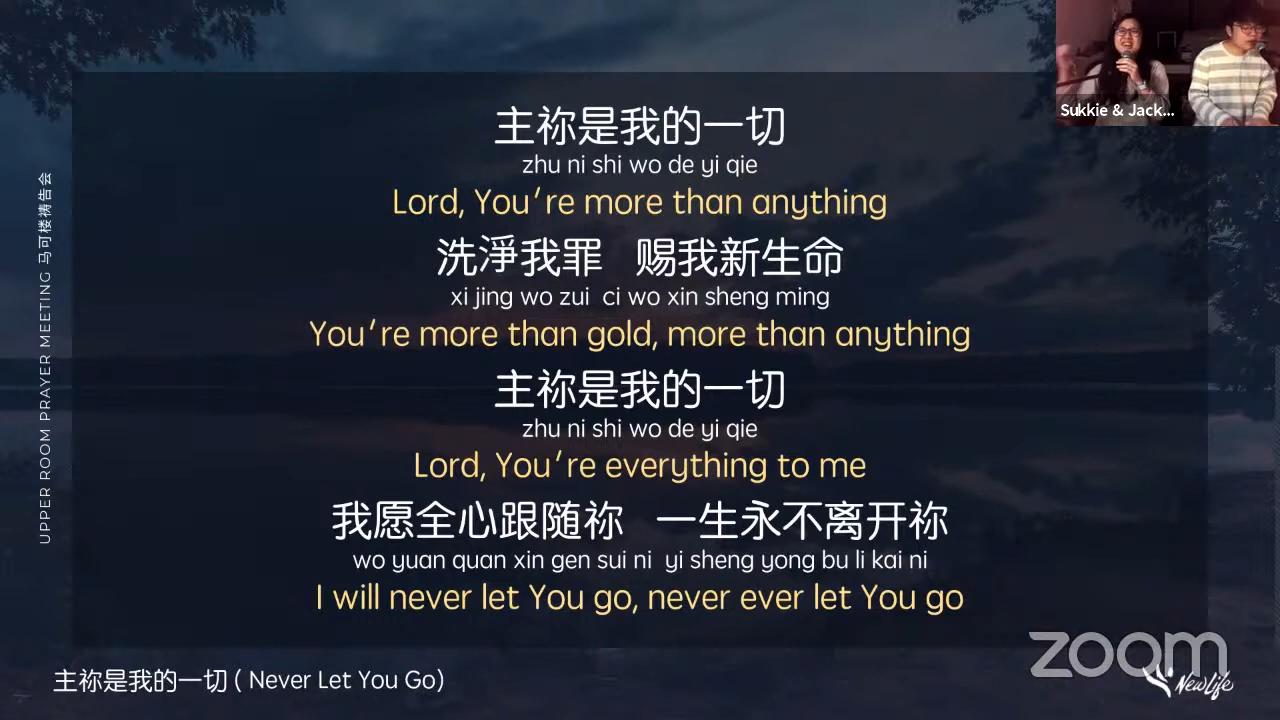 Sukkie & Jack...
主祢是我的一切
zhu ni shi wo de yi qie
Lord, You're more than anything
洗淨我罪 赐我新生命
xi jing wo zui ci wo xin sheng ming
You're more than gold, more than anything
主祢是我的一切
zhu ni shi wo de yi qie
Lord, You're everything to me
我愿全心跟随祢 一生永不离开祢
wo yuan quan xin gen sui ni yi sheng yong bu li kai ni
I will never let You go, never ever let You go
UPPER ROOM PRAYER MEETING 马可楼祷告会
主祢是我的一切 ( Never Let You Go)
zoom
NewLife